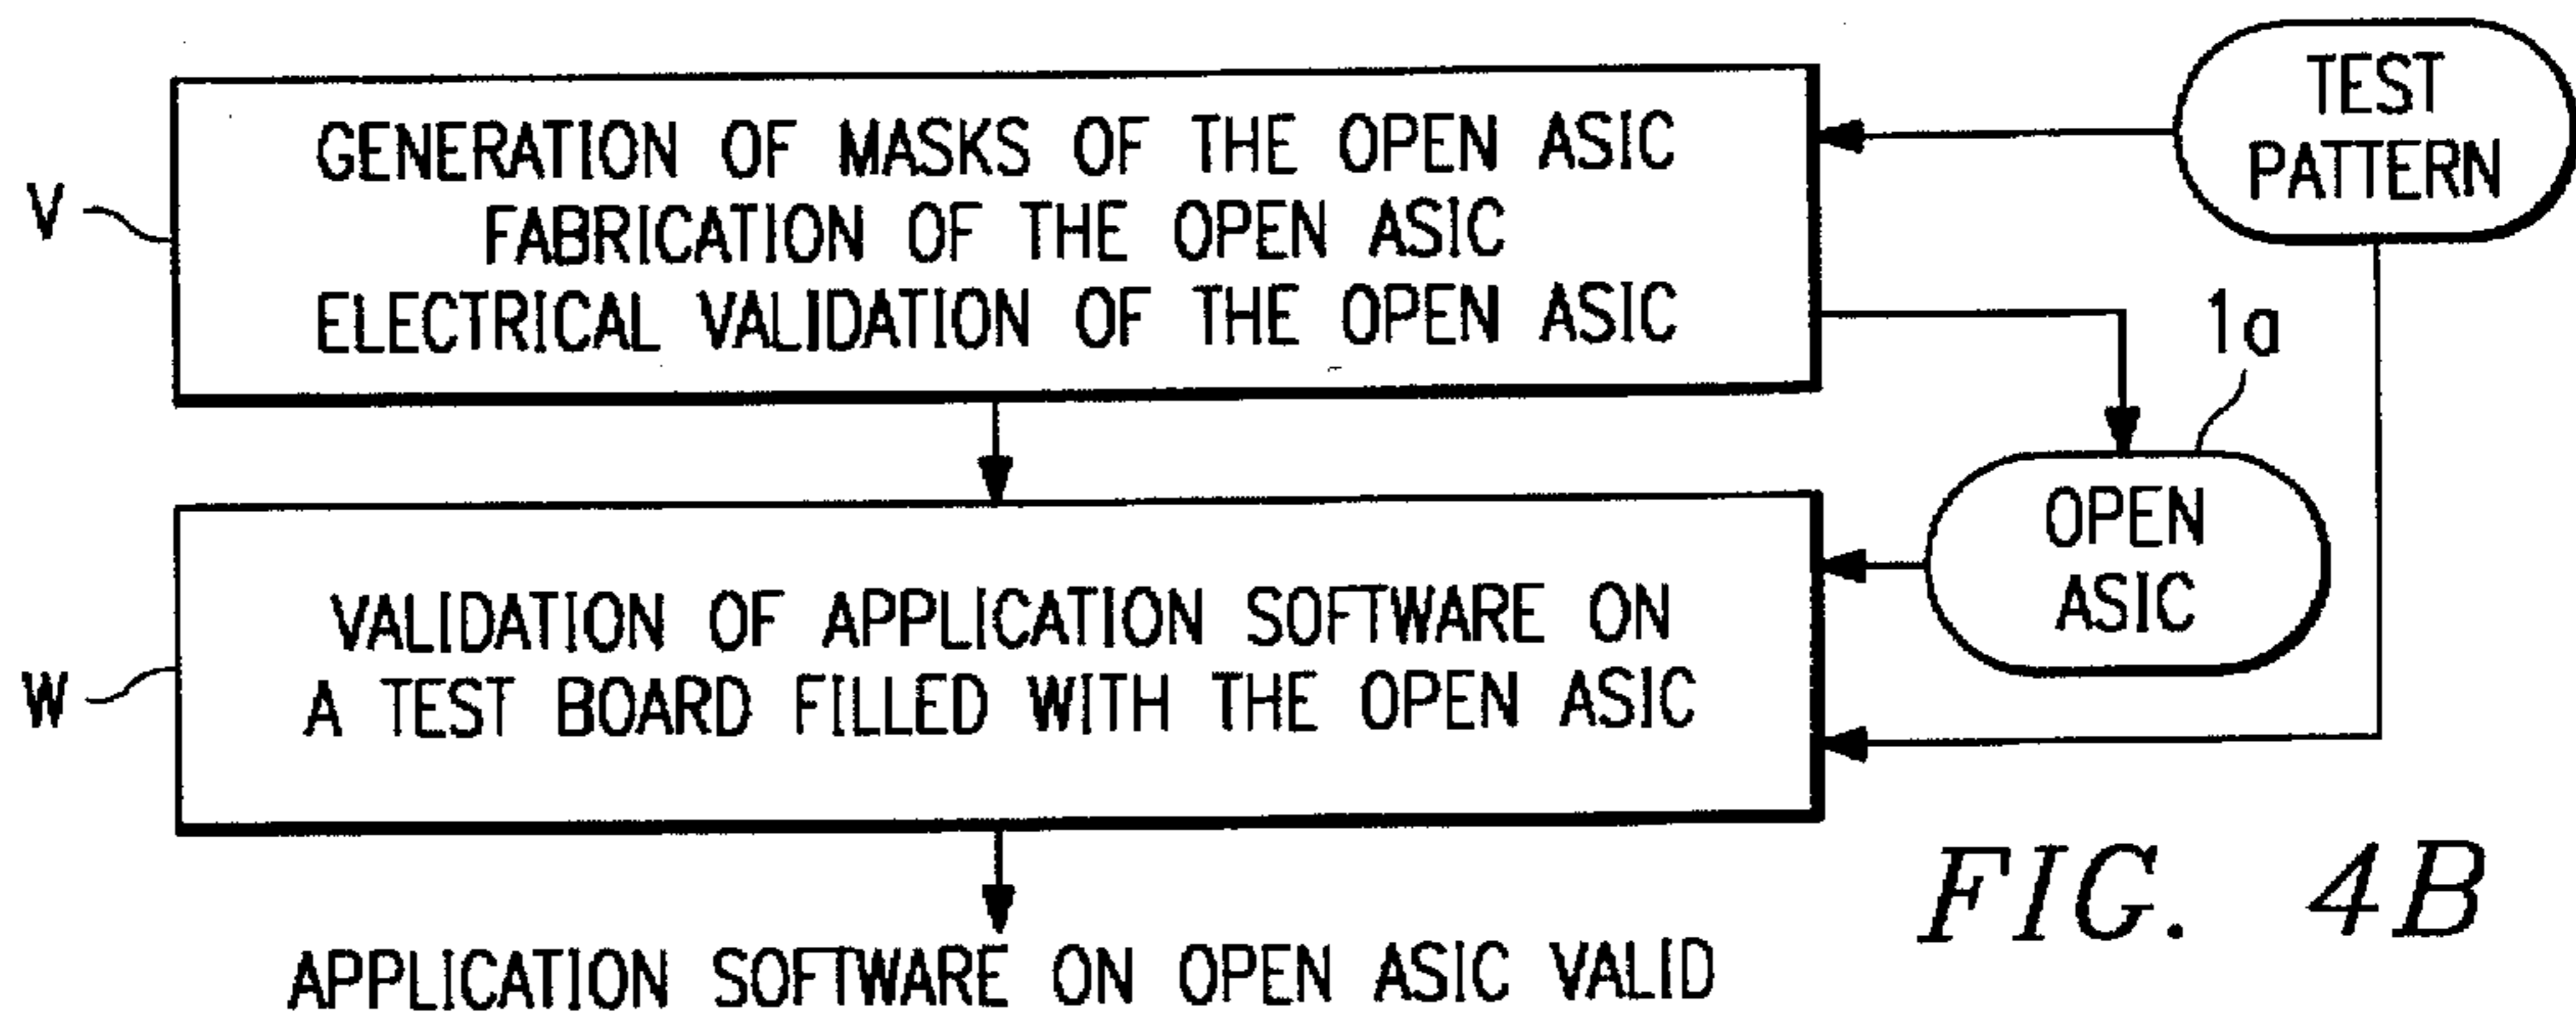 TEST
PATTERN
V
GENERATION OF MASKS OF THE OPEN ASIC
FABRICATION OF THE OPEN ASIC
ELECTRICAL VALIDATION OF THE OPEN ASIC
1a
OPEN
ASIC
W
VALIDATION OF APPLICATION SOFTWARE ON
A TEST BOARD FILLED WITH THE OPEN ASIC
APPLICATION SOFTWARE ON OPEN ASIC VALID
FIG. 4B